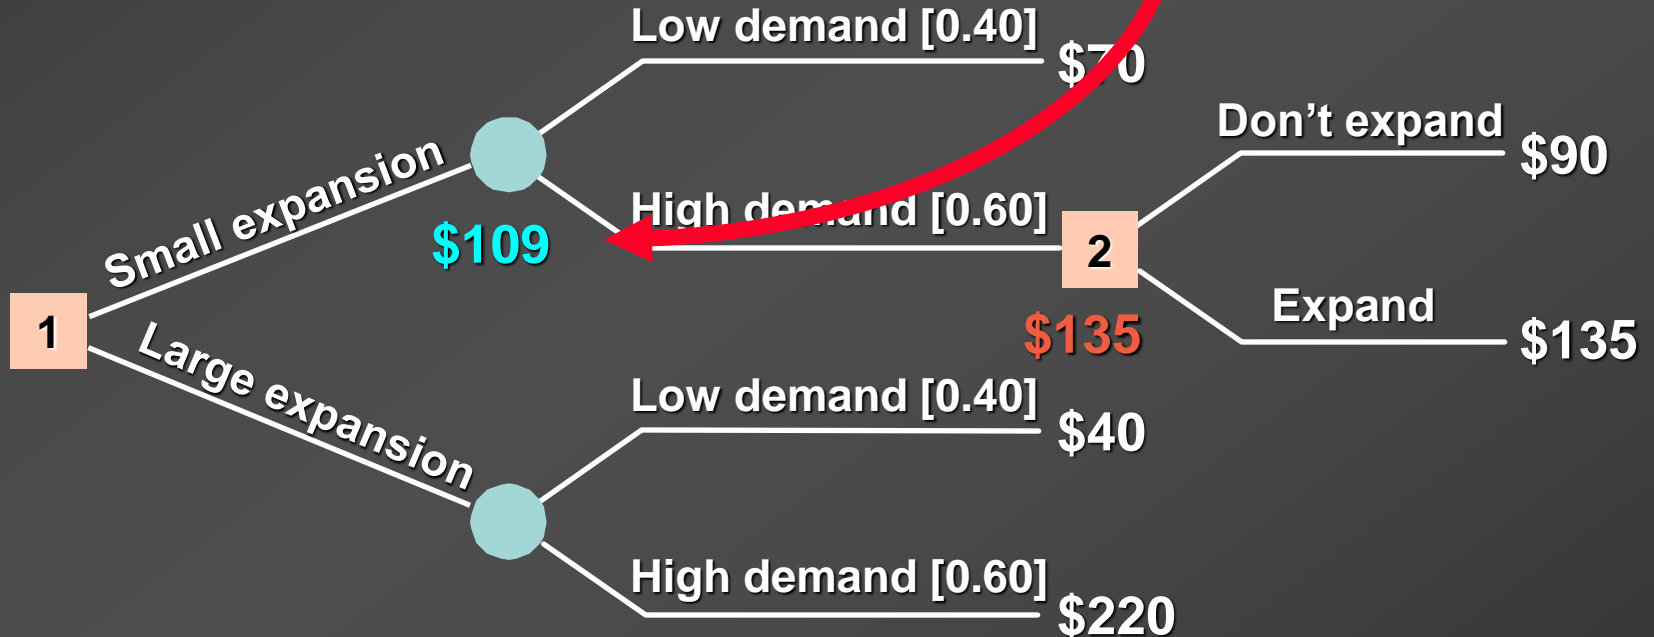 Low demand [0.40]
$70
Don’t expand
$90
Small expansion
High demand [0.60]
2
$109
1
Expand
$135
$135
Large expansion
Low demand [0.40]
$40
High demand [0.60]
$220